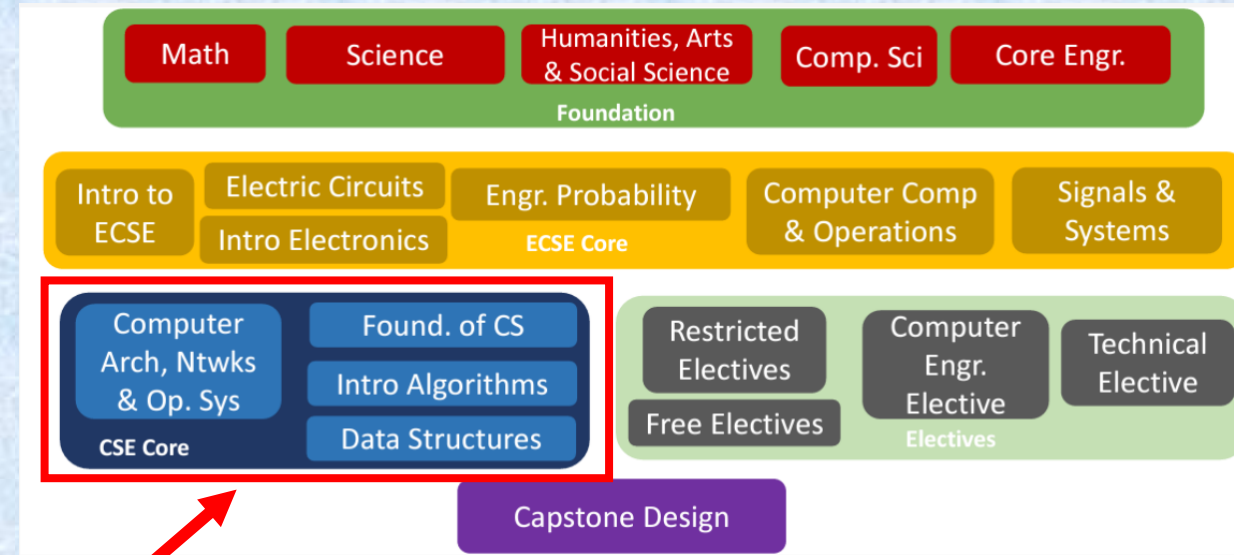 Math
Science
Humanities, Arts
& Social Science
Comp. Sci
Core Engr.
Foundation
Intro to
ECSE
Electric Circuits
Intro Electronics
Engr. Probability
ECSE Core
Computer Comp
& Operations
Signals &
Systems
Computer
Arch, Ntwks
& Op. Sys
CSE Core
Found. of CS
Intro Algorithms
Data Structures
Restricted
Electives
Free Electives
Computer
Engr.
Elective
Electives
Technical
Elective
Capstone Design